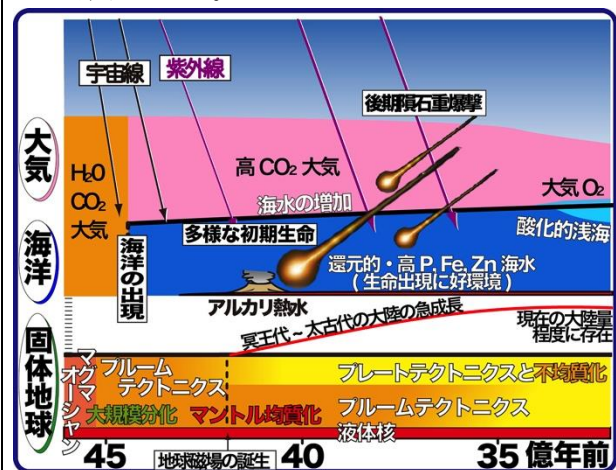 宇宙線
紫外線
後期隕石重爆撃
大気
H₂O
CO₂
大気
高 CO₂ 大気
大気 O₂
海水の増加
酸化的浅海
海洋
海洋の出現
多様な初期生命
還元的・高 P, Fe, Zn 海水
(生命出現に好環境)
アルカリ熱水
冥王代~太古代の大陸の急成長
現在の大陸量
程度に存在
固体地球
マグマ
オーシャン
プルーム
テクトニクス
プレートテクトニクスと不均質化
大規模分化
マントル均質化
プルームテクトニクス
液体核
45
地球磁場の誕生
40
35 億年前